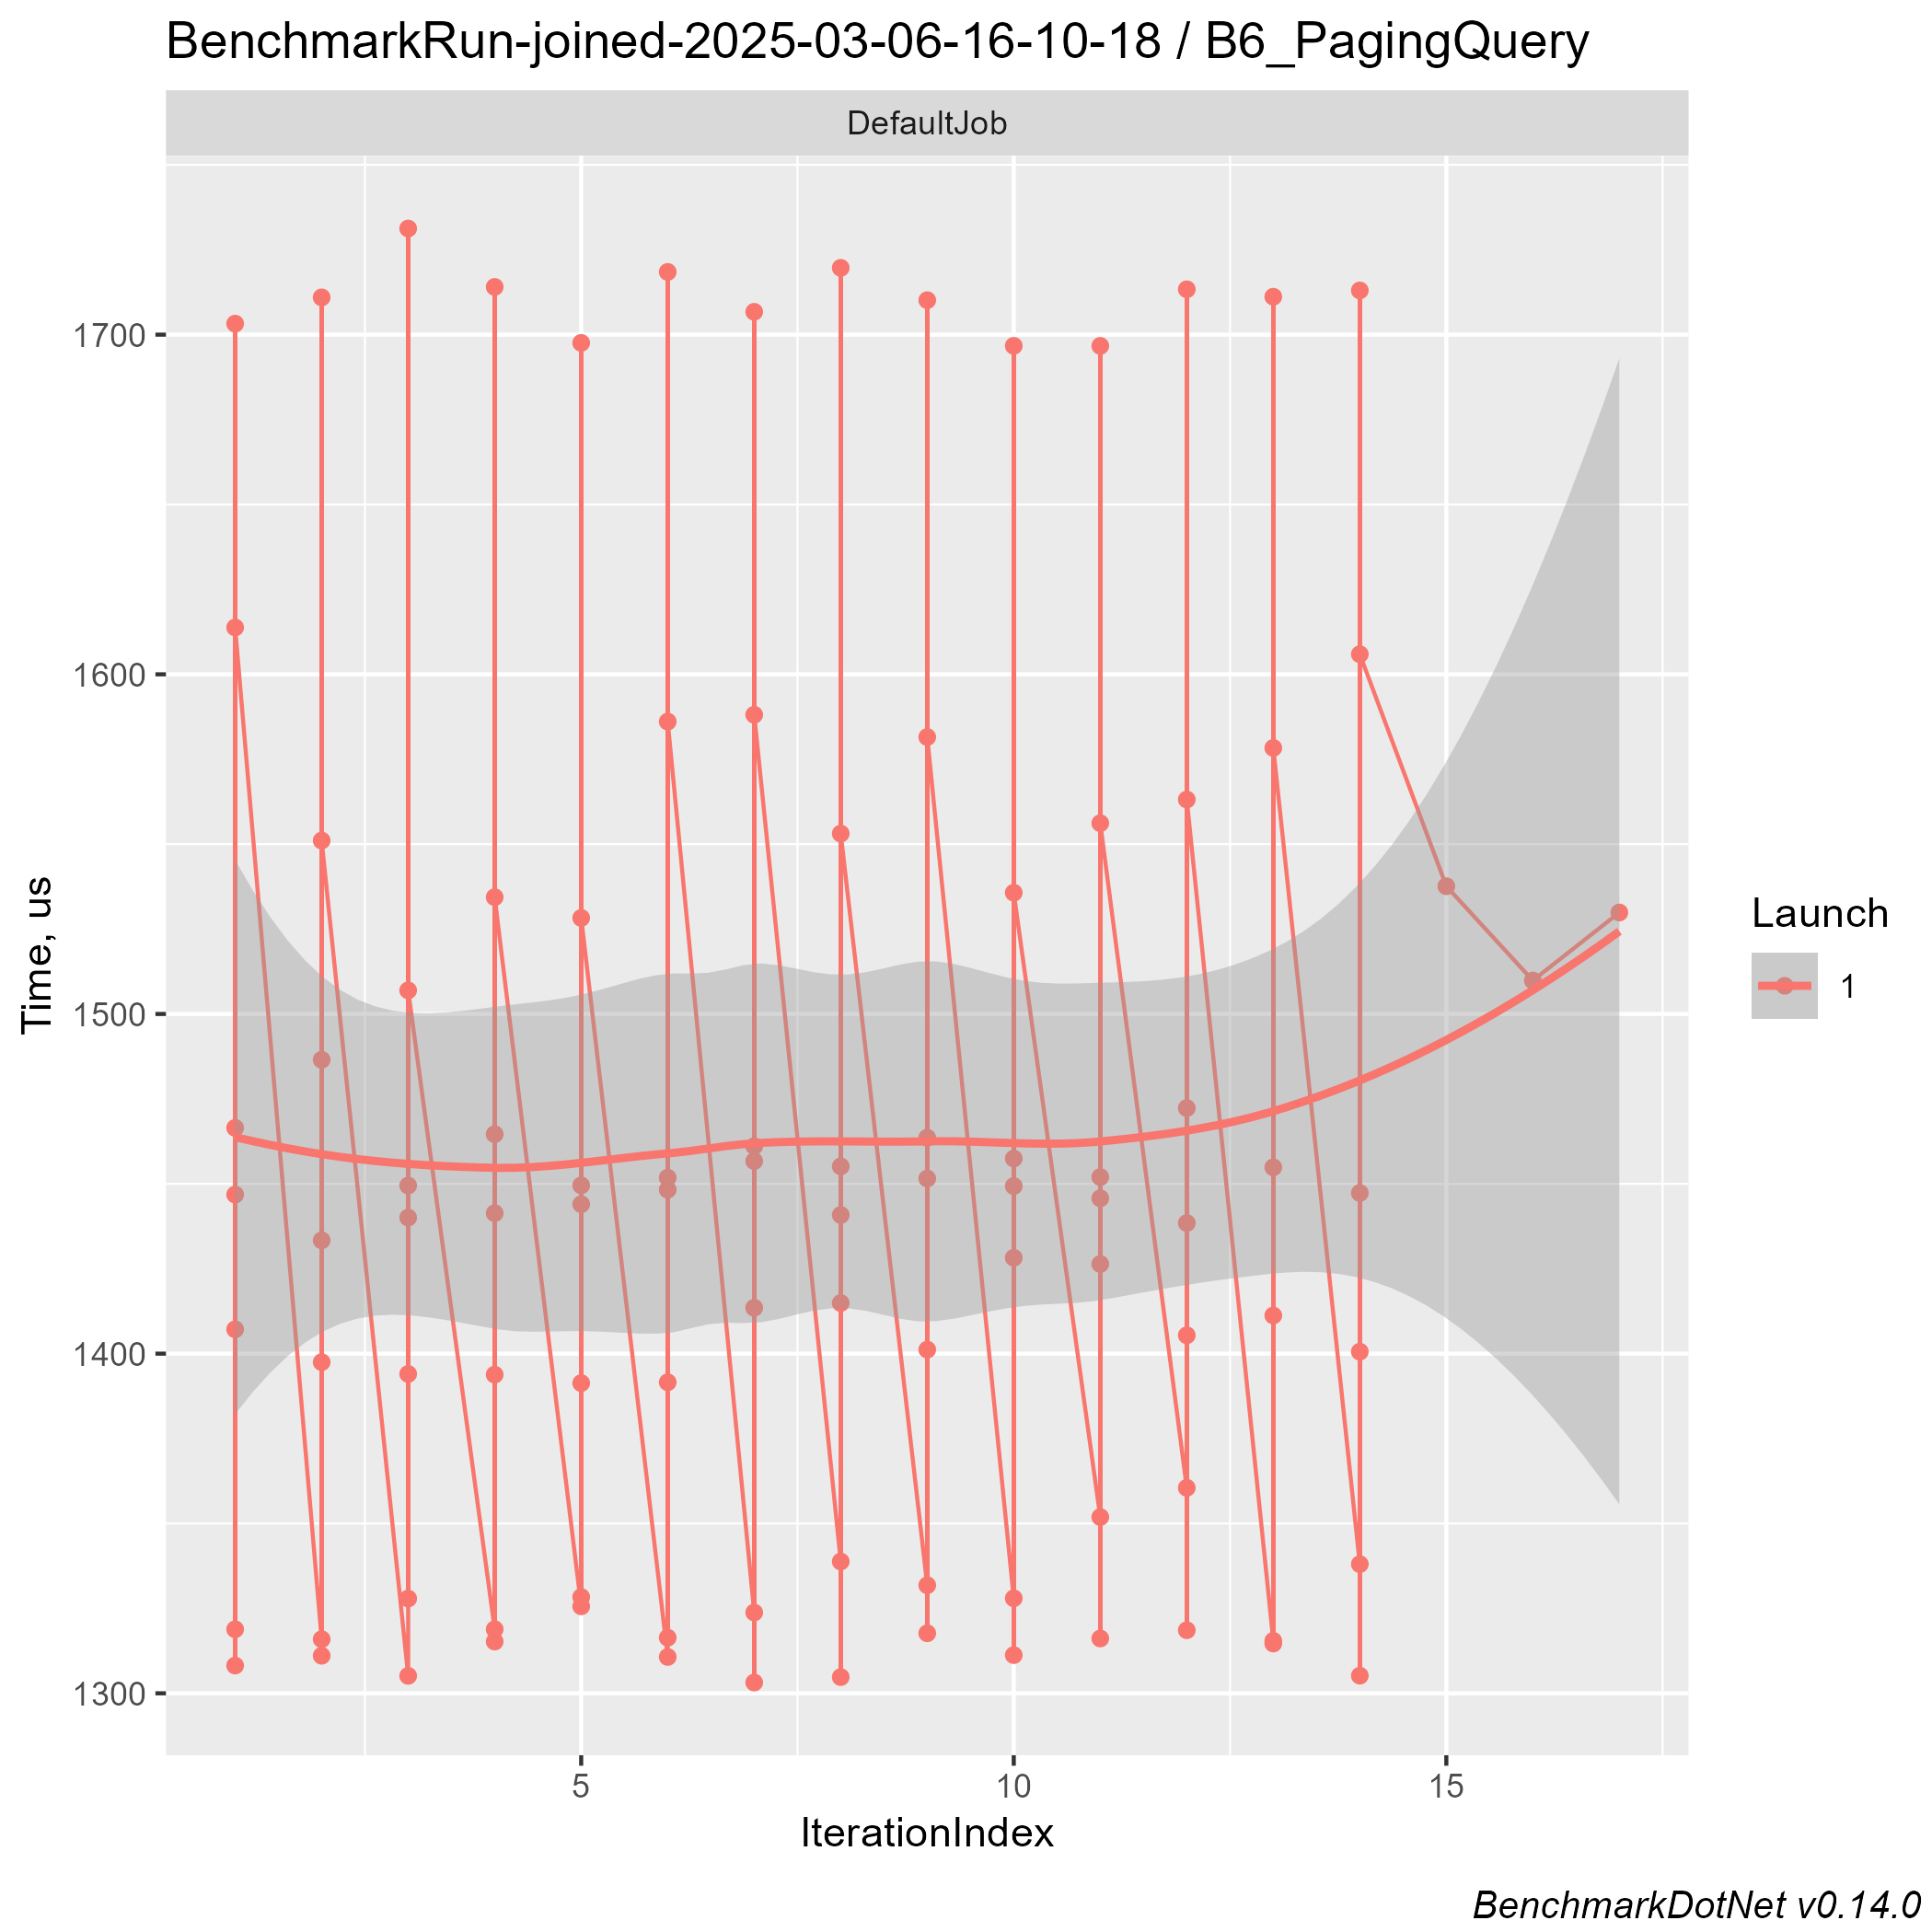 BenchmarkRun-joined-2025-03-06-16-10-18 / B6_PagingQuery
DefaultJob
1700
1600
1500
1400
1300
Time, us
5
10
15
IterationIndex
Launch
1
BenchmarkDotNet v0.14.0